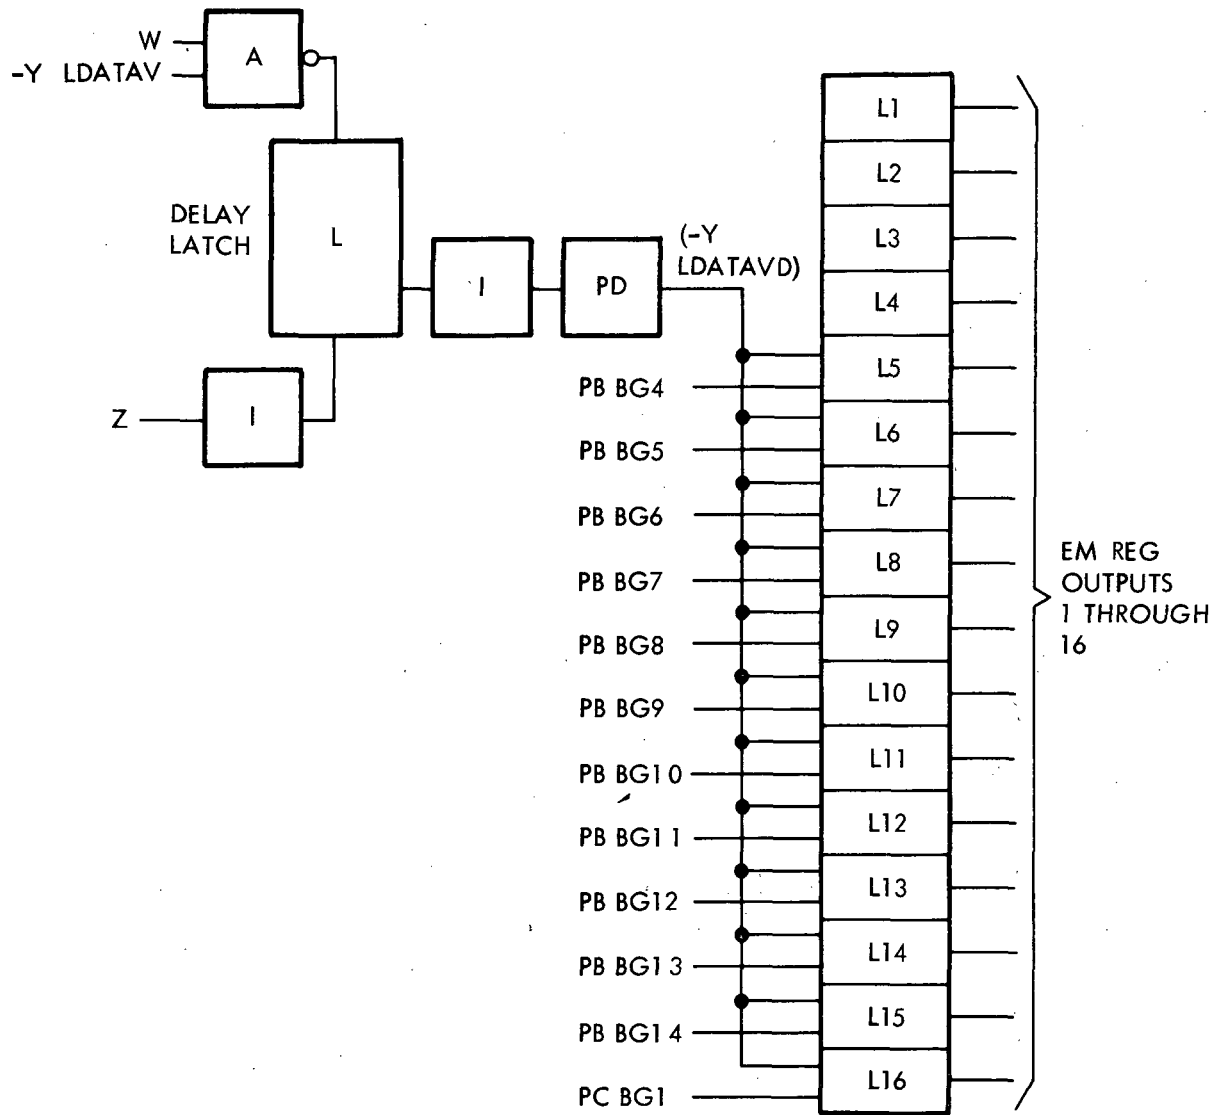 W
-Y LDATAV
A
DELAY
LATCH
L
I
PD
(-Y
LDATAVD)
Z
I
PB BG4
PB BG5
PB BG6
PB BG7
PB BG8
PB BG9
PB BG10
PB BG11
PB BG12
PB BG13
PB BG14
PC BG1
L1
L2
L3
L4
L5
L6
L7
L8
L9
L10
L11
L12
L13
L14
L15
L16
EM REG
OUTPUTS
1 THROUGH
16